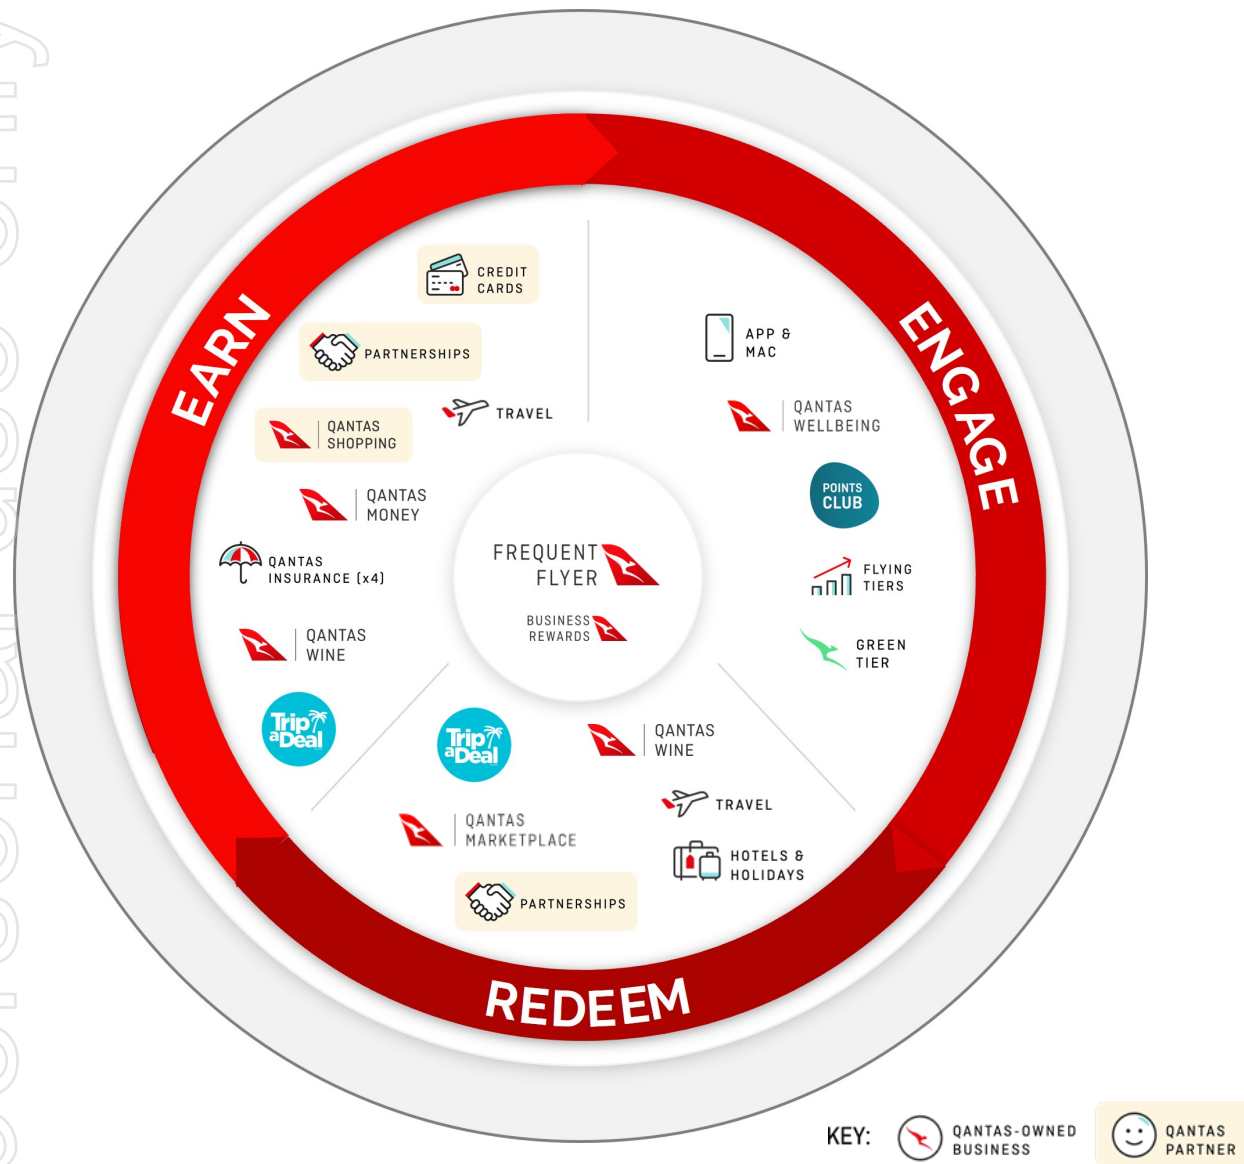 EARN
CREDIT
CARDS
PARTNERSHIPS
TRAVEL
QANTAS
SHOPPING
QANTAS
MONEY
QANTAS
INSURANCE (x4)
QANTAS
WINE
Trip
aDeal
ENGAGE
APP &
MAC
QANTAS
WELLBEING
POINTS
CLUB
FLYING
TIERS
GREEN
TIER
FREQUENT
FLYER
BUSINESS
REWARDS
Trip
aDeal
QANTAS
WINE
TRAVEL
QANTAS
MARKETPLACE
HOTELS &
HOLIDAYS
PARTNERSHIPS
REDEEM
KEY:
QANTAS-OWNED
BUSINESS
QANTAS
PARTNER